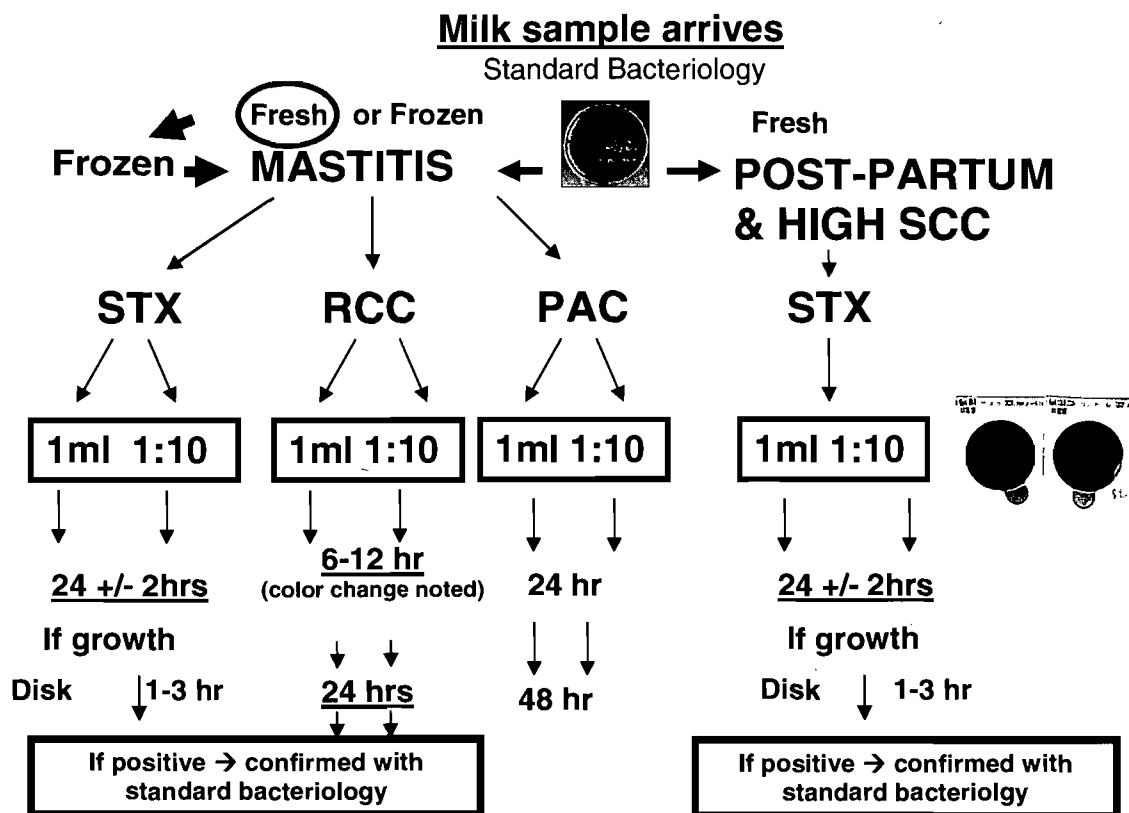 Milk sample arrives
Standard Bacteriology
Fresh or Frozen
Fresh
Frozen
MASTITIS
POST-PARTUM
& HIGH SCC
STX
RCC
PAC
STX
1ml 1:10
1ml 1:10
1ml 1:10
1ml 1:10
24 +/- 2hrs
6-12 hr
(color change noted)
24 hr
24 +/- 2hrs
If growth
If growth
Disk
1-3 hr
24 hrs
48 hr
Disk
1-3 hr
If positive → confirmed with
standard bacteriology
If positive → confirmed with
standard bacteriolgy